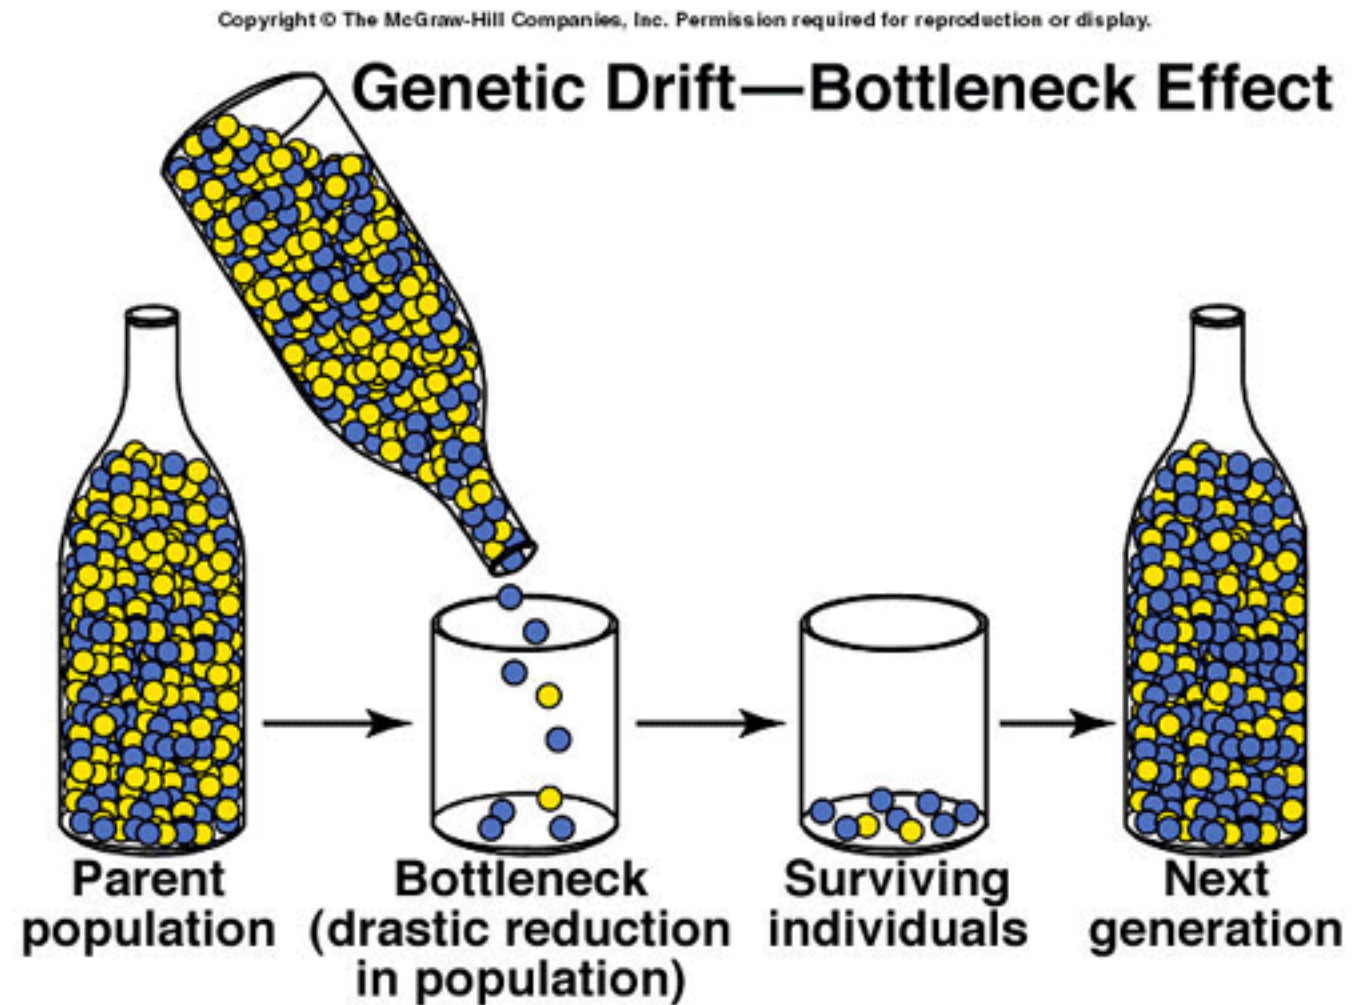 Copyright © The McGraw-Hill Companies, Inc. Permission required for reproduction or display.
Genetic Drift—Bottleneck Effect
Parent
population
Bottleneck
(drastic reduction
in population)
Surviving
individuals
Next
generation